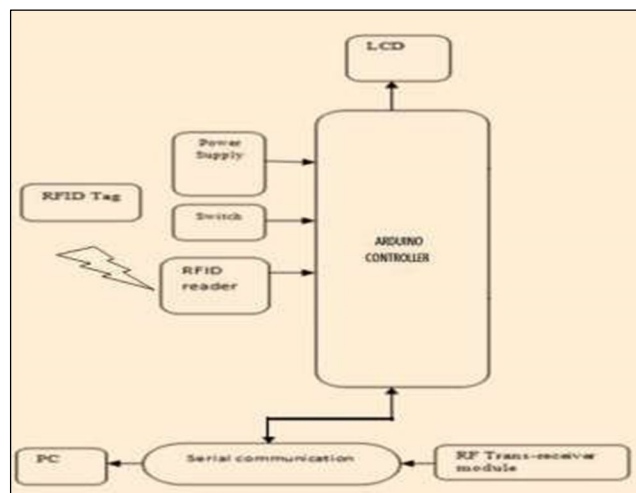 LCD
Power
Supply
RFID Tag
Switch
ARDUINO
CONTROLLER
RFID
reader
PC
Serial communication
RF Trans-receiver
module